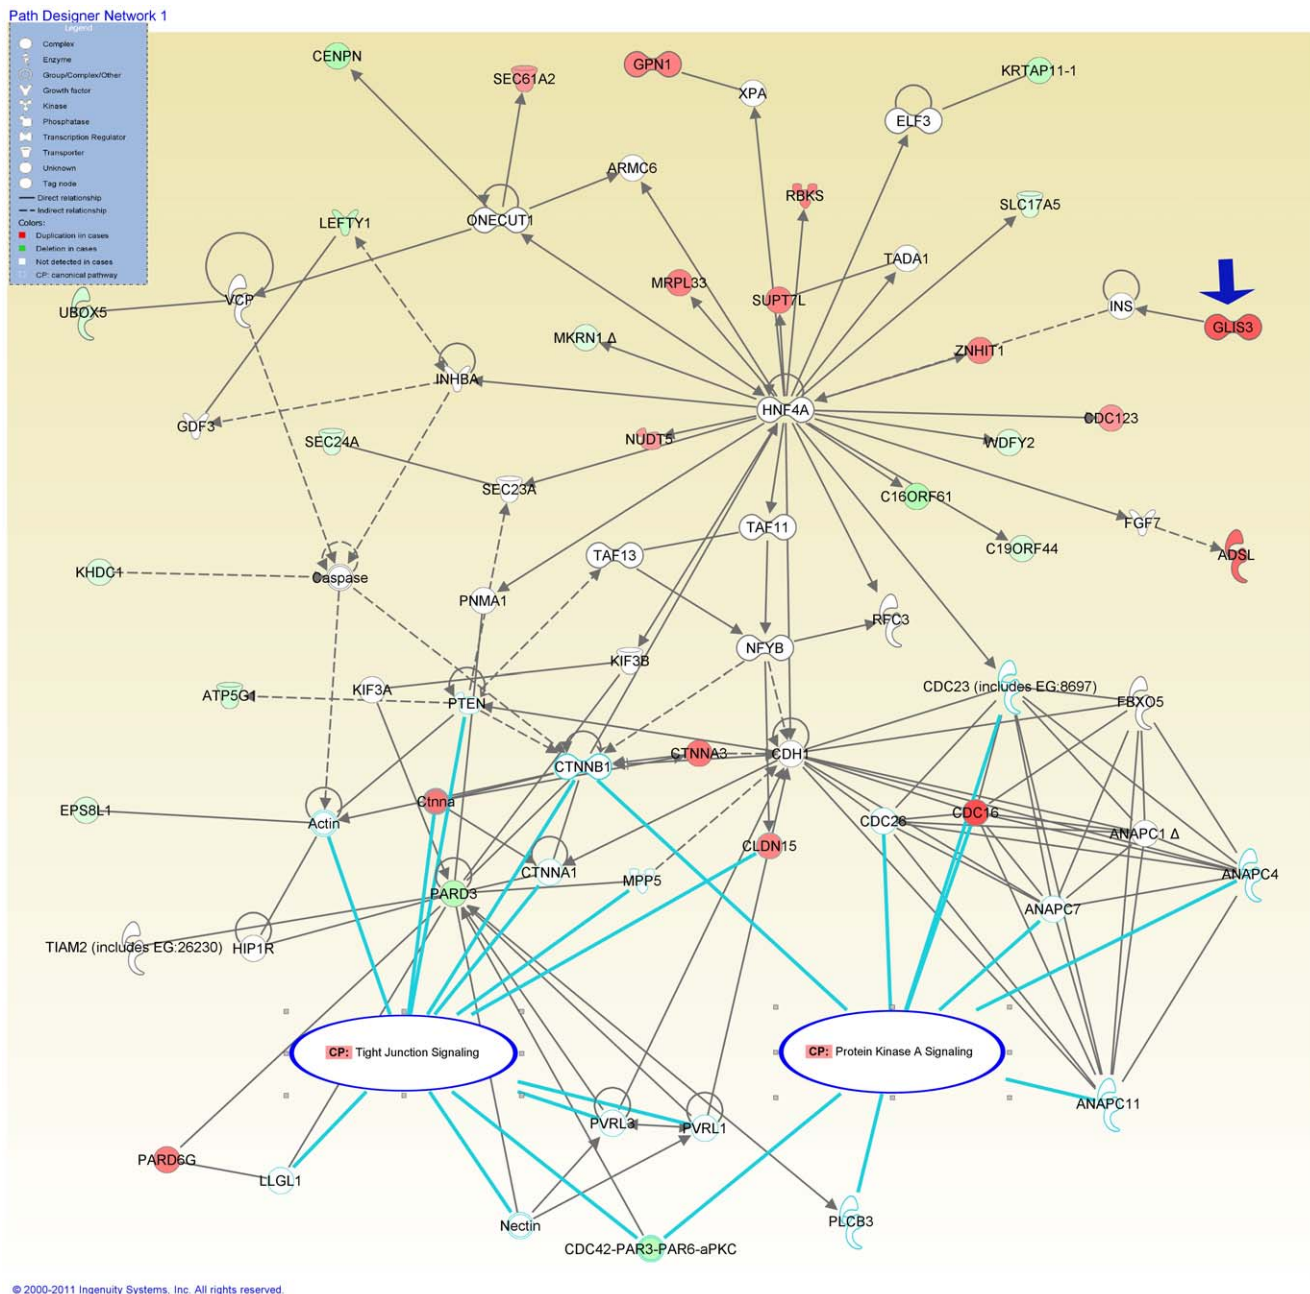 Path Designer Network 1
Legend
Complex
Enzyme
Group/Complex/Other
Growth factor
Kinase
Phosphatase
Transcription Regulator
Transporter
Unknown
Tag node
Direct relationship
Indirect relationship
Colors:
Duplication in cases
Deletion in cases
Not detected in cases
CP: canonical pathway
CENPN
SEC61A2
GPN1
XPA
KRTAP11-1
ELF3
ARMC6
RBKS
SLC17A5
LEFTY1
ONECUT1
TADA1
MRPL33
SUPT7L
VCP
UBOX5
INS
GLIS3
MKRN1 Δ
ZNHIT1
INHBA
HNF4A
GDF3
CDC123
SEC24A
NUDT5
WDFY2
SEC23A
C16ORF61
FGF7
TAF11
C19ORF44
ADSL
TAF13
KHDC1
Caspase
PNMA1
RFC3
NFYB
KIF3B
ATP5G1
KIF3A
PTEN
CDC23 (includes EG:8697)
FBXO5
CTNNA3
CDH1
CTNNB1
Ctnna
EPS8L1
Actin
CDC26
CDC16
ANAPC1 Δ
CLDN15
CTNNA1
MPP5
ANAPC4
PARD3
ANAPC7
TIAM2 (includes EG:26230)
HIP1R
CP: Tight Junction Signaling
CP: Protein Kinase A Signaling
ANAPC11
PVRL3
PVRL1
PARD6G
LLGL1
Nectin
PLCB3
CDC42-PAR3-PAR6-aPKC
© 2000-2011 Ingenuity Systems, Inc. All rights reserved.